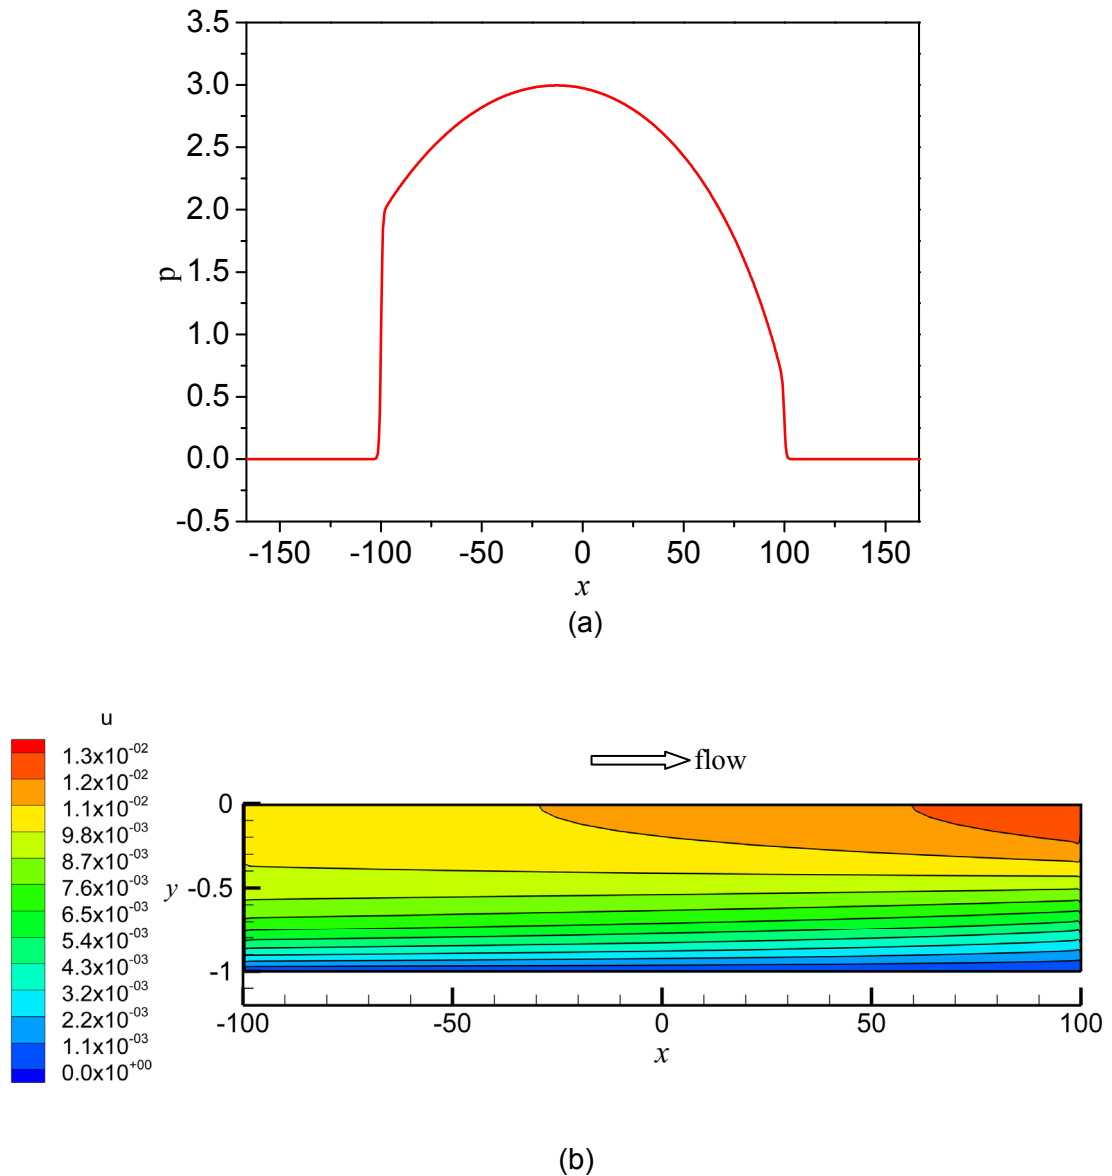 3.5
3.0
2.5
2.0
1.5
1.0
0.5
0.0
-0.5
p
-150 -100 -50 0 50 100 150
x
(a)
u
1.3x10^-02
1.2x10^-02
1.1x10^-02
9.8x10^-03
8.7x10^-03
7.6x10^-03
6.5x10^-03
5.4x10^-03
4.3x10^-03
3.2x10^-03
2.2x10^-03
1.1x10^-03
0.0x10^+00
flow
0
y -0.5
-1
-100 -50 0 50 100
x
(b)